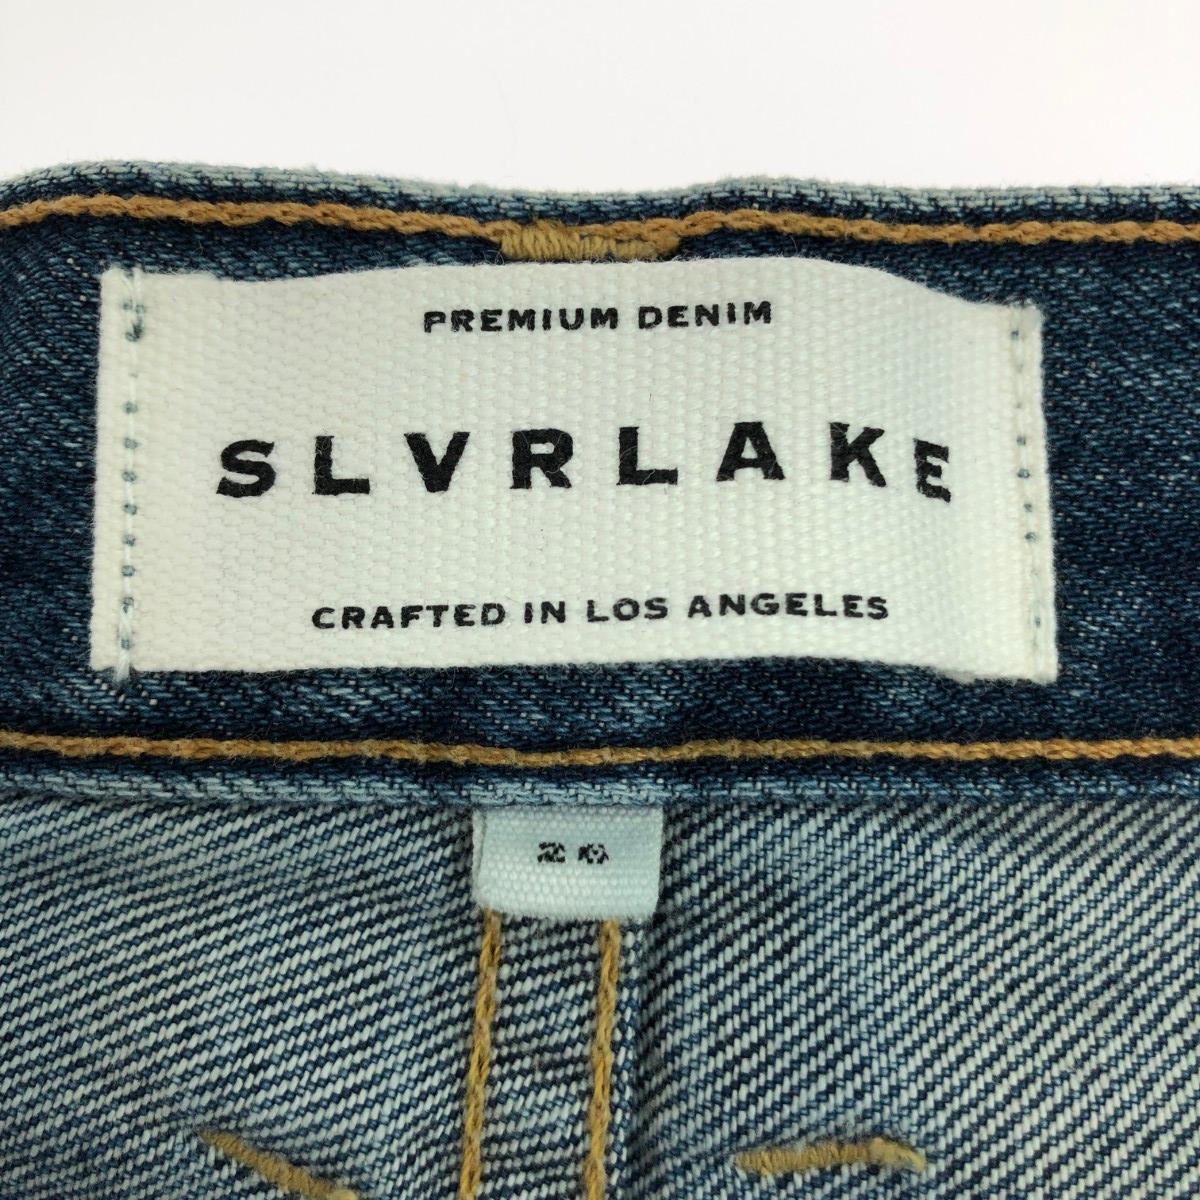 PREMIUM DENIM
SLVRLAKE
CRAFTED IN LOS ANGELES